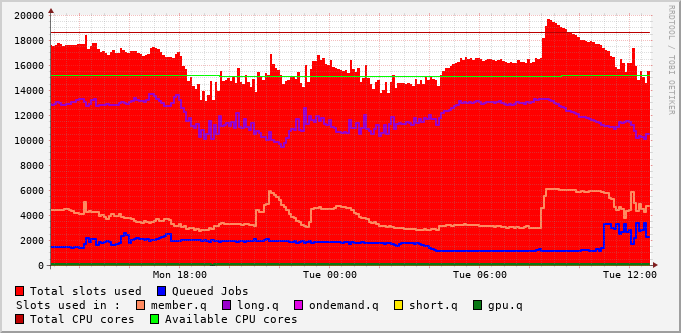 20000
18000
16000
14000
12000
10000
8000
6000
4000
2000
0
Mon 18:00 Tue 00:00 Tue 06:00 Tue 12:00
RRDTOOL / TOBI OETIKER
Total slots used Queued Jobs
Slots used in : member.q long.q ondemand.q short.q gpu.q
Total CPU cores Available CPU cores